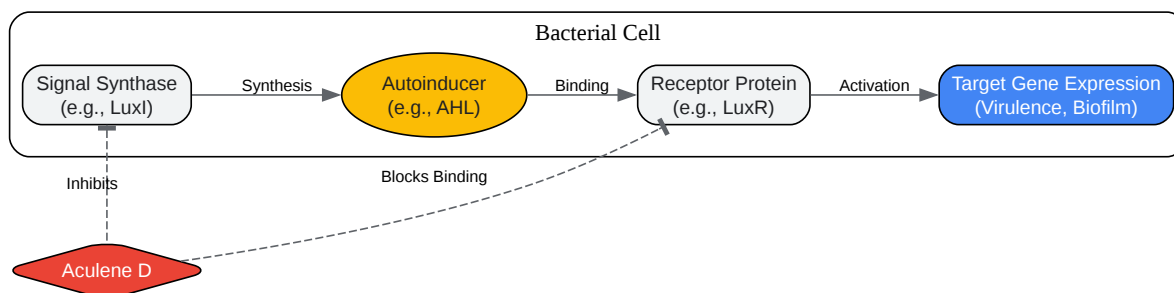 Bacterial Cell
Signal Synthase
(e.g., LuxI)
Synthesis
Autoinducer
(e.g., AHL)
Binding
Receptor Protein
(e.g., LuxR)
Activation
Target Gene Expression
(Virulence, Biofilm)
Inhibits
Blocks Binding
Aculene D